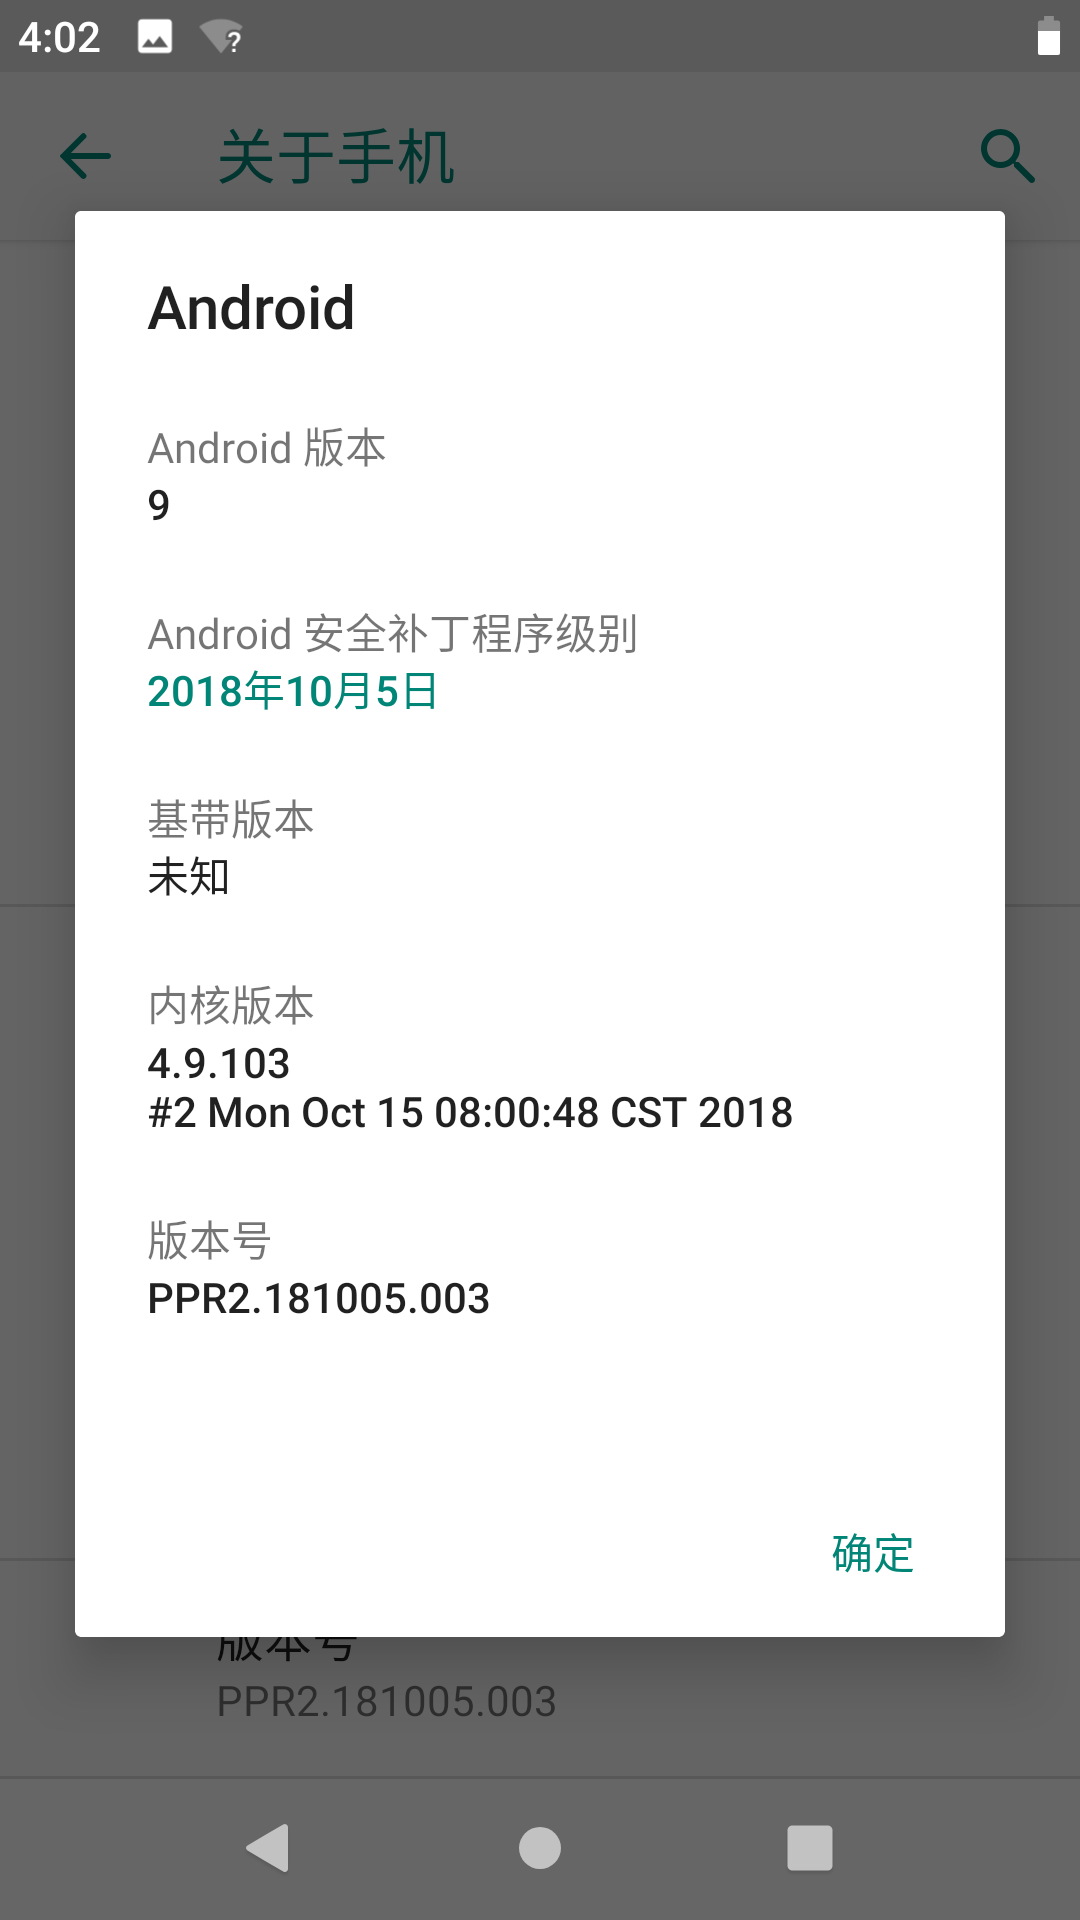 4:02
关于手机
Android
Android 版本
9
Android 安全补丁程序级别
2018年10月5日
基带版本
未知
内核版本
4.9.103
#2 Mon Oct 15 08:00:48 CST 2018
版本号
PPR2.181005.003
确定
版本号
PPR2.181005.003